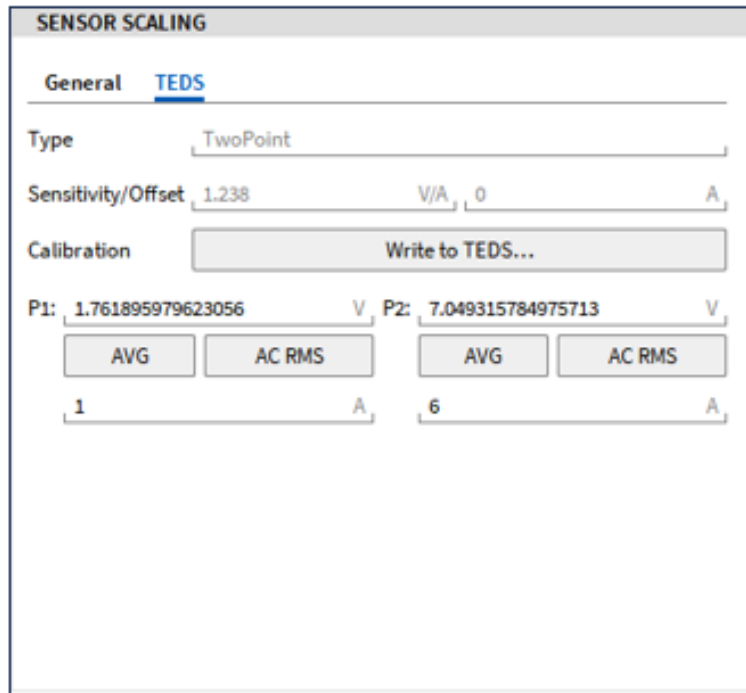 SENSOR SCALING
General TEDS
Type TwoPoint
Sensitivity/Offset 1.238 V/A 0 A
Calibration Write to TEDS...
P1: 1.761895979623056 V P2: 7.049315784975713 V
AVG AC RMS AVG AC RMS
1 A 6 A